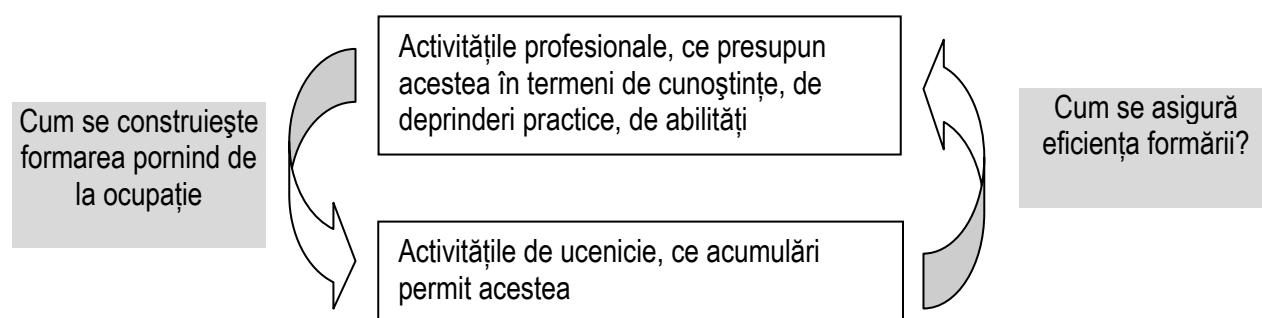 Activitățile profesionale, ce presupun
acestea în termeni de cunoştințe, de
deprinderi practice, de abilități
Cum se construieşte
formarea pornind de
la ocupație
Cum se asigură
eficiența formării?
Activitățile de ucenicie, ce acumulări
permit acestea